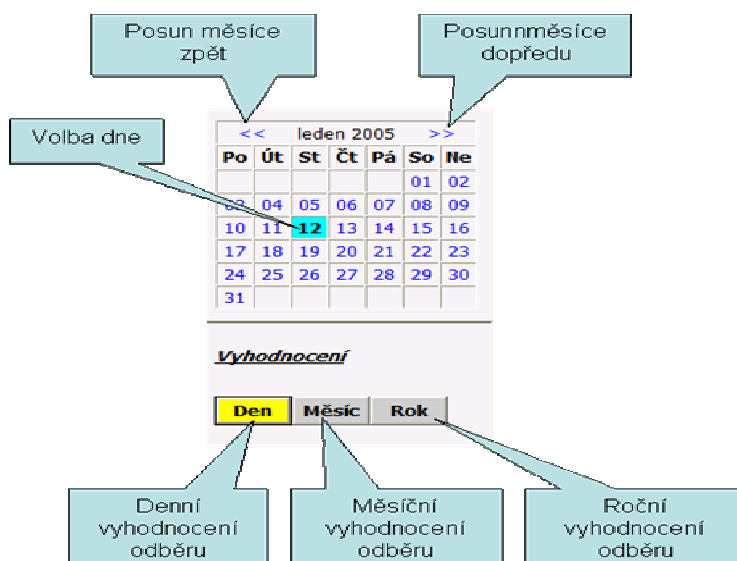 Posun měsíce
zpět
Posunnměsíce
dopředu
Volba dne
<< leden 2005 >>
Po Út St Čt Pá So Ne
01 02
03 04 05 06 07 08 09
10 11 12 13 14 15 16
17 18 19 20 21 22 23
24 25 26 27 28 29 30
31
Vyhodnocení
Den Měsíc Rok
Denní
vyhodnocení
odběru
Měsíční
vyhodnocení
odběru
Roční
vyhodnocení
odběru